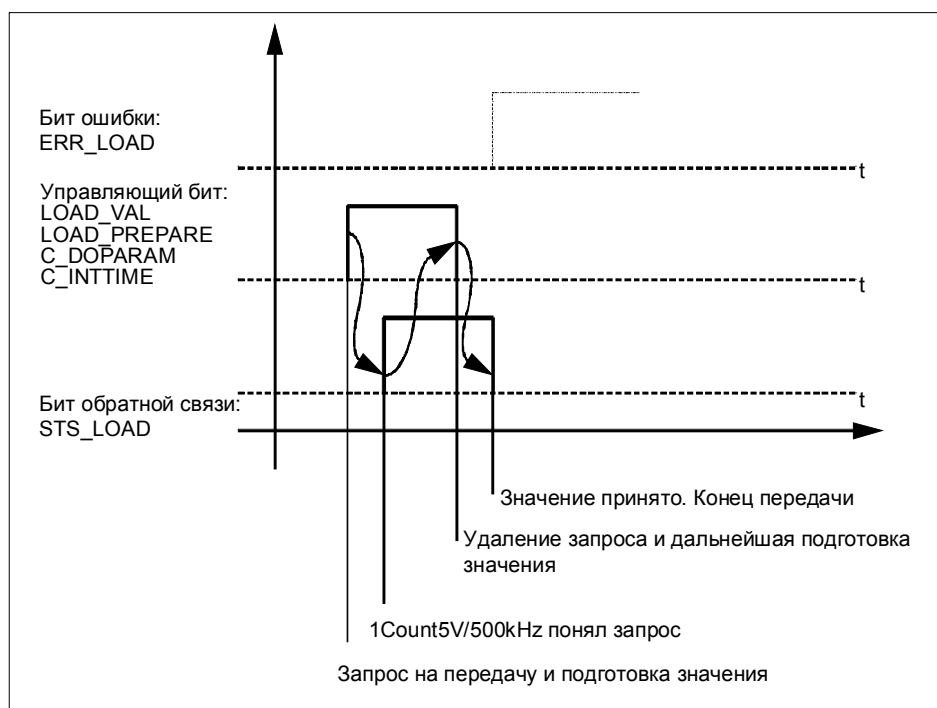 Бит ошибки:
ERR_LOAD
t
Управляющий бит:
LOAD_VAL
LOAD_PREPARE
C_DOPARAM
C_INTTIME
t
Бит обратной связи:
STS_LOAD
t
Значение принято. Конец передачи
Удаление запроса и дальнейшая подготовка
значения
1Count5V/500kHz понял запрос
Запрос на передачу и подготовка значения